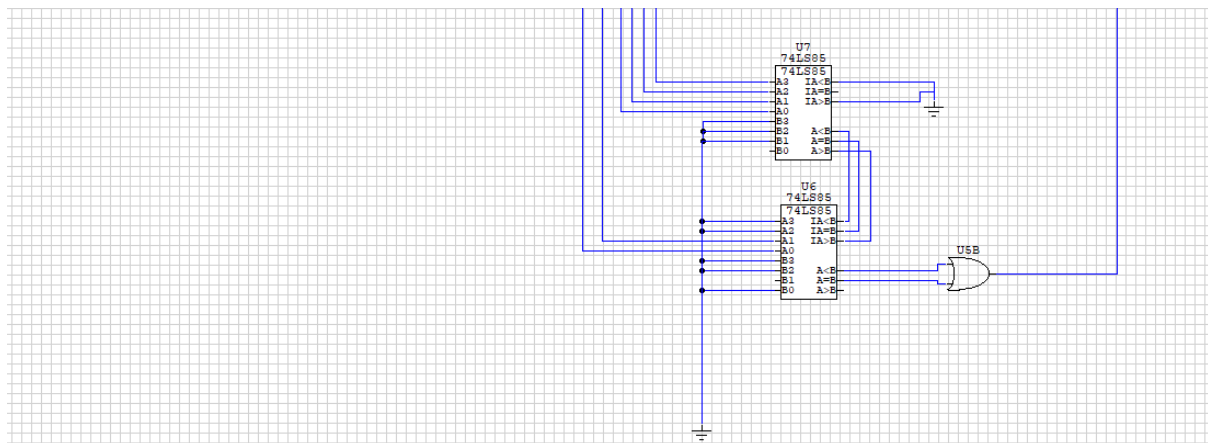 U7
74LS85
74LS85
A3 IA<B
A2 IA=B
A1 IA>B
A0
B3
B2 A<B
B1 A=B
B0 A>B
U6
74LS85
74LS85
A3 IA<B
A2 IA=B
A1 IA>B
A0
B3
B2 A<B
B1 A=B
B0 A>B
U5B